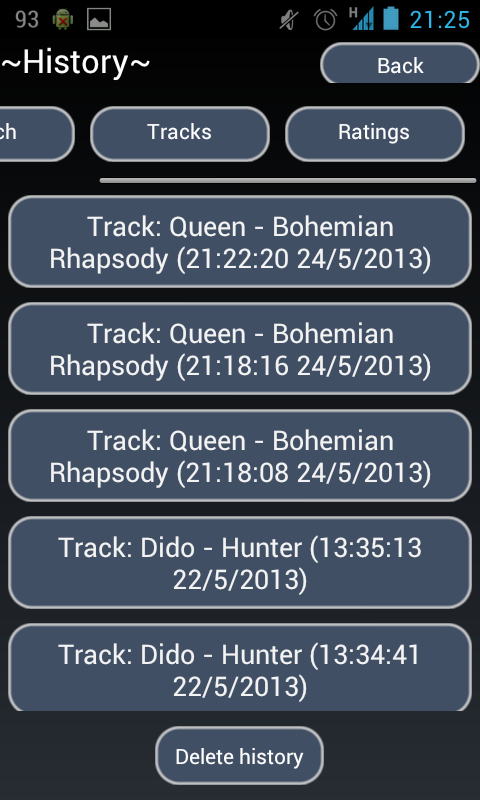 93 H 21:25
~History~ Back
ch Tracks Ratings
Track: Queen - Bohemian
Rhapsody (21:22:20 24/5/2013)
Track: Queen - Bohemian
Rhapsody (21:18:16 24/5/2013)
Track: Queen - Bohemian
Rhapsody (21:18:08 24/5/2013)
Track: Dido - Hunter (13:35:13
22/5/2013)
Track: Dido - Hunter (13:34:41
22/5/2013)
Delete history